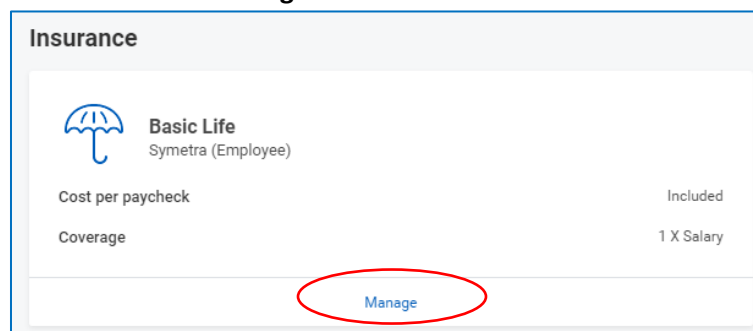 Insurance
Basic Life
Symetra (Employee)
Cost per paycheck Included
Coverage 1 X Salary
Manage